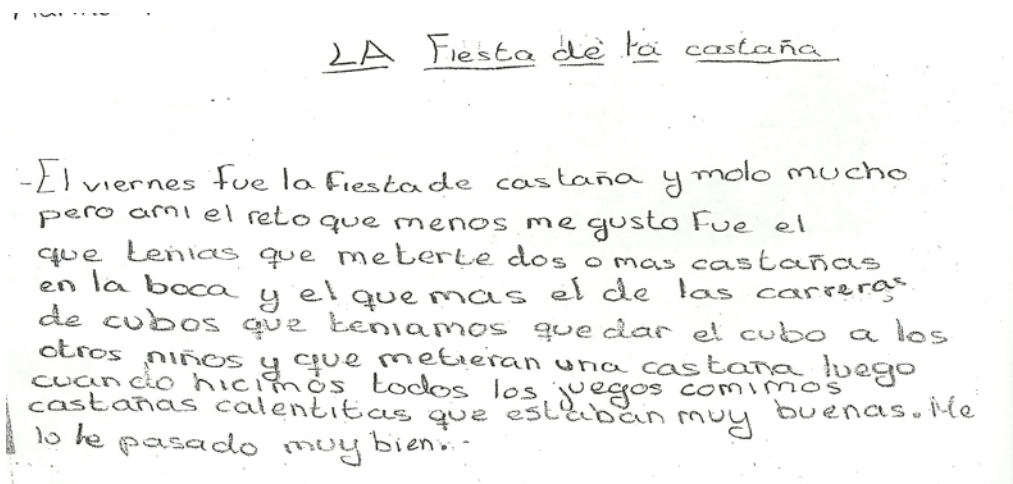 LA Fiesta de la castaña
-El viernes fue la fiesta de castaña y molo mucho
pero ami el reto que menos me gusto Fue el
que tenias que meterte dos o mas castañas
en la boca y el que mas el de las carreras
de cubos que teniamos que dar el cubo a los
otros niños y que metieran una castaña luego
cuando hicimos todos los juegos comimos
castañas calentitas que estaban muy buenas. Me
lo he pasado muy bien.-